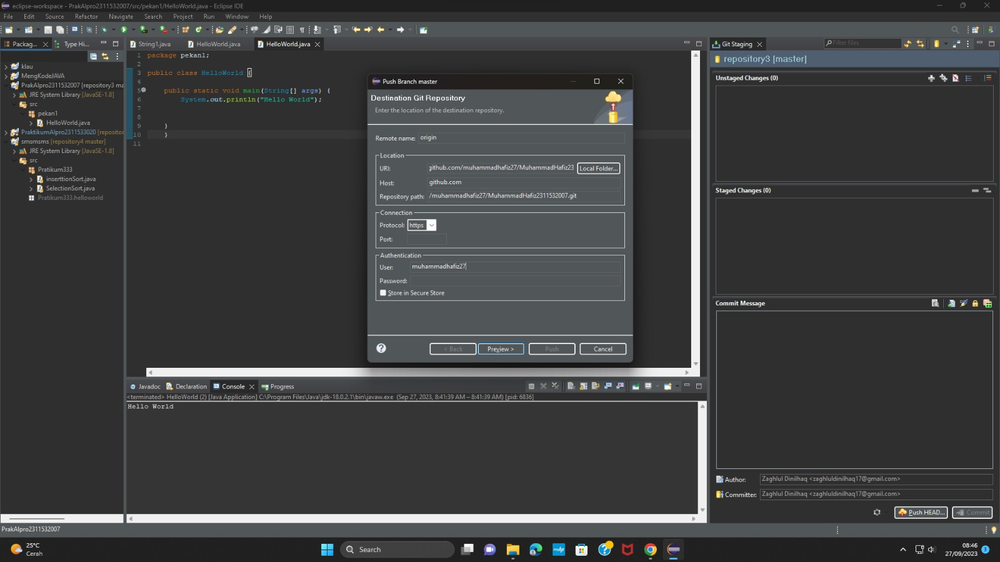 eclipse-workspace - PrakAlpro2311532007/src/pekan1/HelloWorld.java - Eclipse IDE
File Edit Source Refactor Navigate Search Project Run Window Help
Packag... Type Hi...
klau
MengKodeJAVA
PrakAlpro2311532007 [repository3 ma
JRE System Library [JavaSE-1.8]
src
pekan1
HelloWorld.java
PraktikumAlpro2311533020 [repositor
smsmsms [repository4 master]
JRE System Library [JavaSE-1.8]
src
Pratikum333
inserttionSort.java
SelectionSort.java
Pratikum333.helloworld
String1.java HelloWorld.java HelloWorld.java
1 package pekan1;
2
3 public class HelloWorld {
4
5 public static void main(String[] args) {
6 System.out.println("Hello World");
7
8
9 }
10 }
11
Push Branch master
Destination Git Repository
Enter the location of the destination repository.
Remote name: origin
Location
URI: github.com/muhammadhafiz27/MuhammadHafiz23 Local Folder...
Host: github.com
Repository path: /muhammadhafiz27/MuhammadHafiz2311532007.git
Connection
Protocol: https
Port:
Authentication
User: muhammadhafiz27
Password:
Store in Secure Store
< Back Preview > Push Cancel
Javadoc Declaration Console Progress
<terminated> HelloWorld (2) [Java Application] C:\Program Files\Java\jdk-18.0.2.1\bin\javaw.exe (Sep 27, 2023, 8:41:39 AM – 8:41:39 AM) [pid: 6836]
Hello World
Git Staging Filter files
repository3 [master]
Unstaged Changes (0)
Staged Changes (0)
Commit Message
Author: Zaghlul Dinilhaq <zaghluldinilhaq17@gmail.com>
Committer: Zaghlul Dinilhaq <zaghluldinilhaq17@gmail.com>
Push HEAD... Commit
PrakAlpro2311532007
25°C
Cerah
Search
08:46
27/09/2023
3